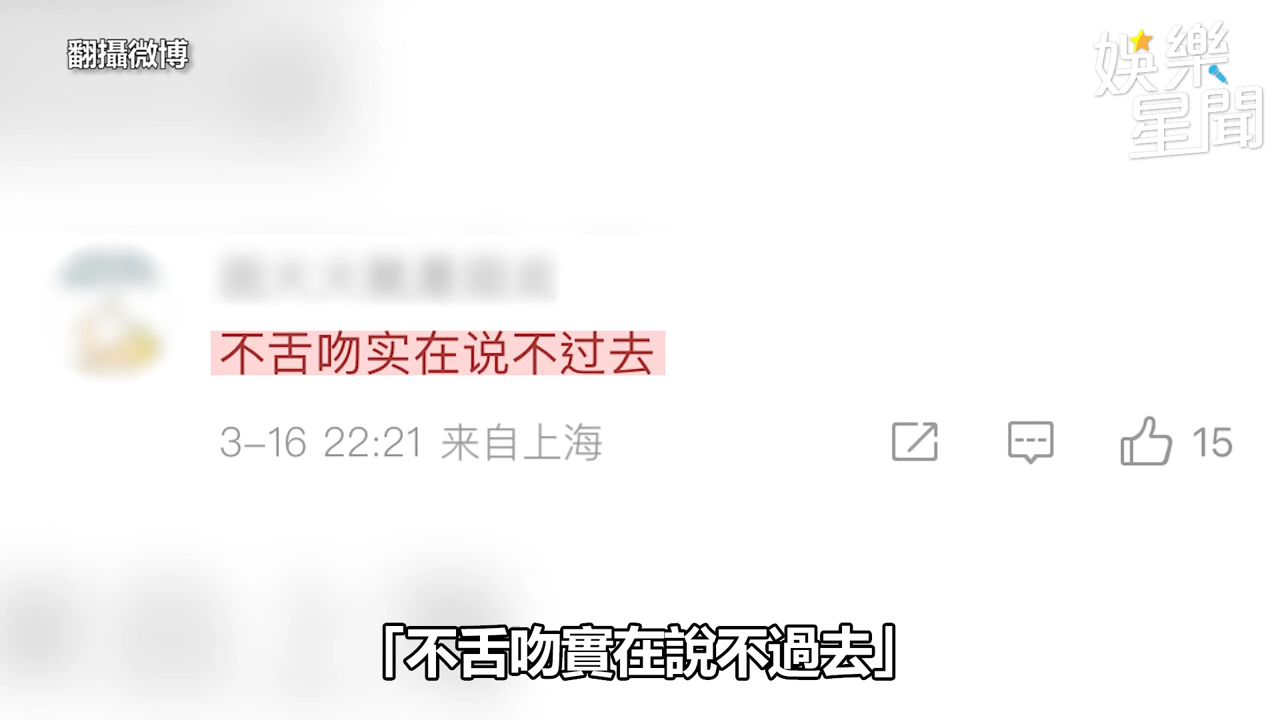 翻攝微博
娛樂
星聞
不舌吻实在说不过去
3-16 22:21 来自上海
15
「不舌吻實在說不過去」